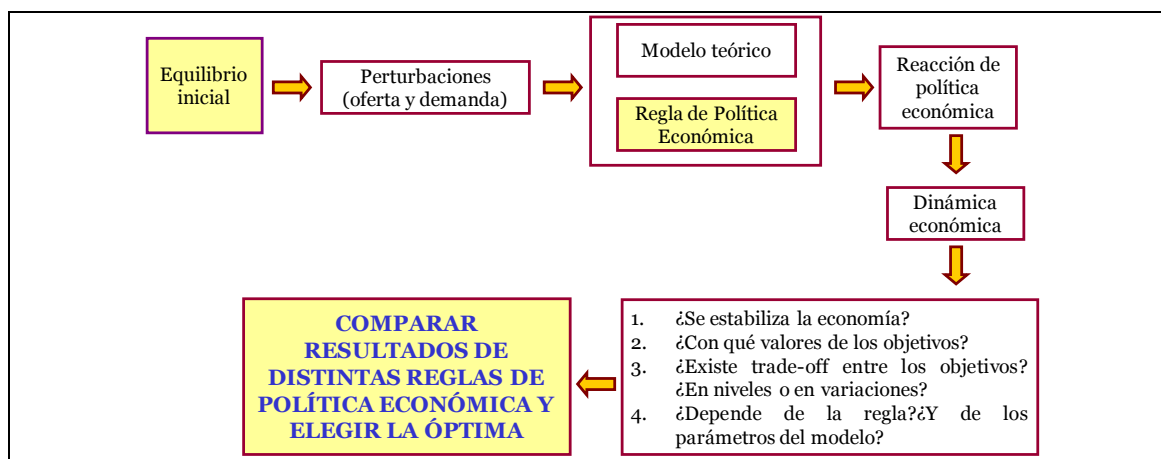 Equilibrio
inicial
Perturbaciones
(oferta y demanda)
Modelo teórico
Regla de Política
Económica
Reacción de
política
económica
Dinámica
económica
1. ¿Se estabiliza la economía?
2. ¿Con qué valores de los objetivos?
3. ¿Existe trade-off entre los objetivos?
¿En niveles o en variaciones?
4. ¿Depende de la regla?¿Y de los
parámetros del modelo?
COMPARAR
RESULTADOS DE
DISTINTAS REGLAS DE
POLÍTICA ECONÓMICA Y
ELEGIR LA ÓPTIMA